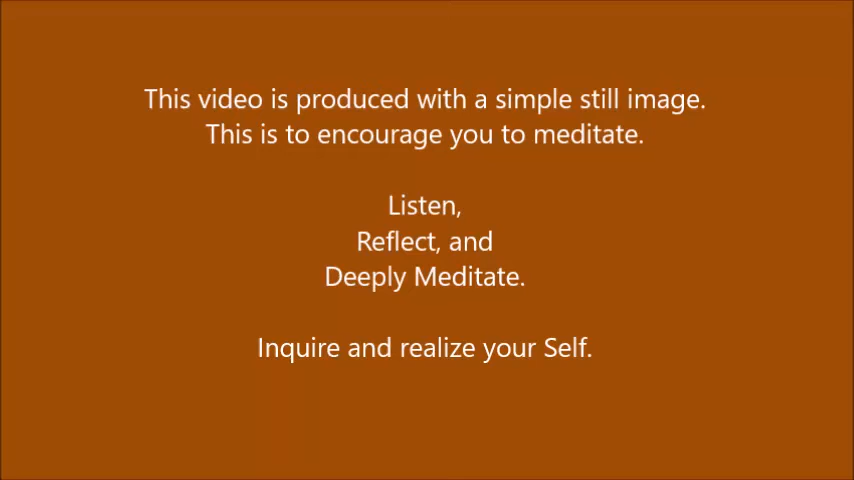 This video is produced with a simple still image.
This is to encourage you to meditate.
Listen,
Reflect, and
Deeply Meditate.
Inquire and realize your Self.